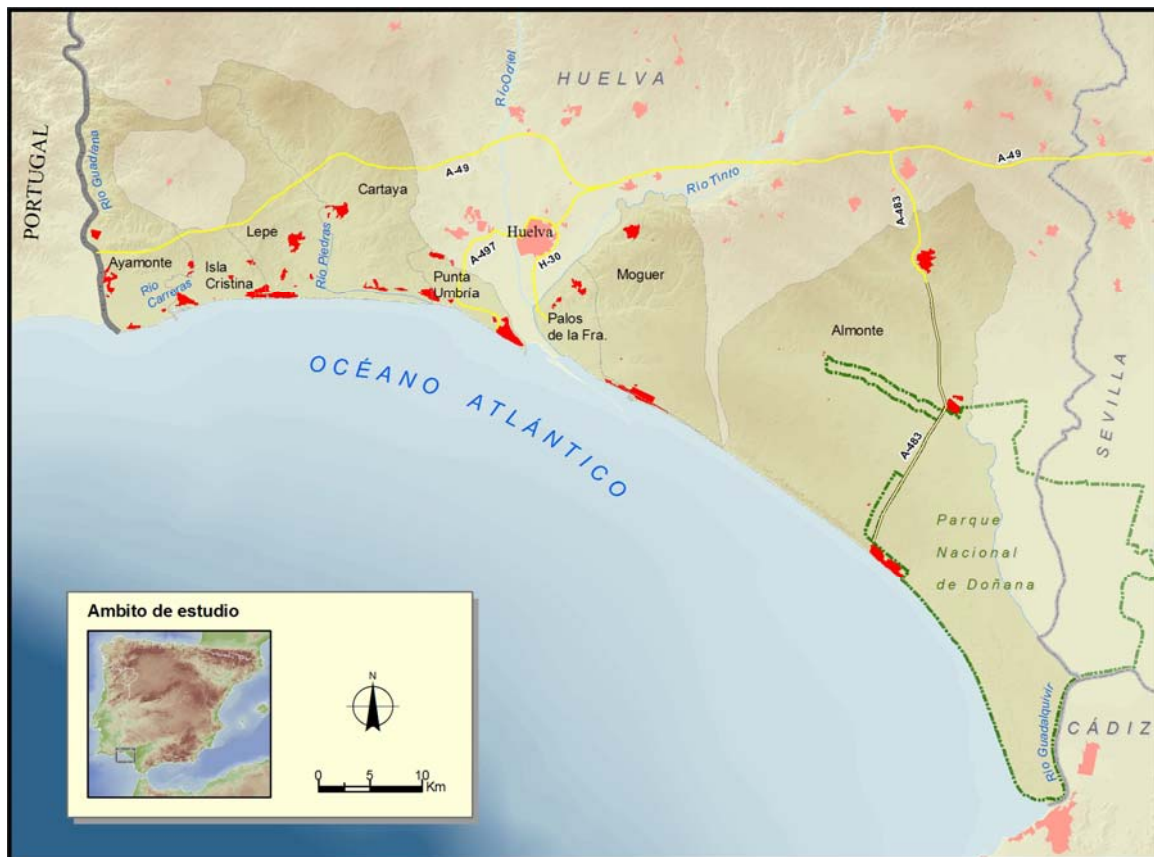 HUELVA
Río Odiel
PORTUGAL
Río Guadiana
A-49
A-49
Río Tinto
Cartaya
A-483
Lepe
Río Piedras
Huelva
A-497
H-30
Ayamonte
Isla
Cristina
Río
Carreras
Punta
Umbría
Moguer
Palos
de la Fra.
Almonte
SEVILLA
OCÉANO ATLÁNTICO
A-483
Parque
Nacional
de Doñana
Río Guadalquivir
CÁDIZ
Ambito de estudio
N
0 5 10
Km